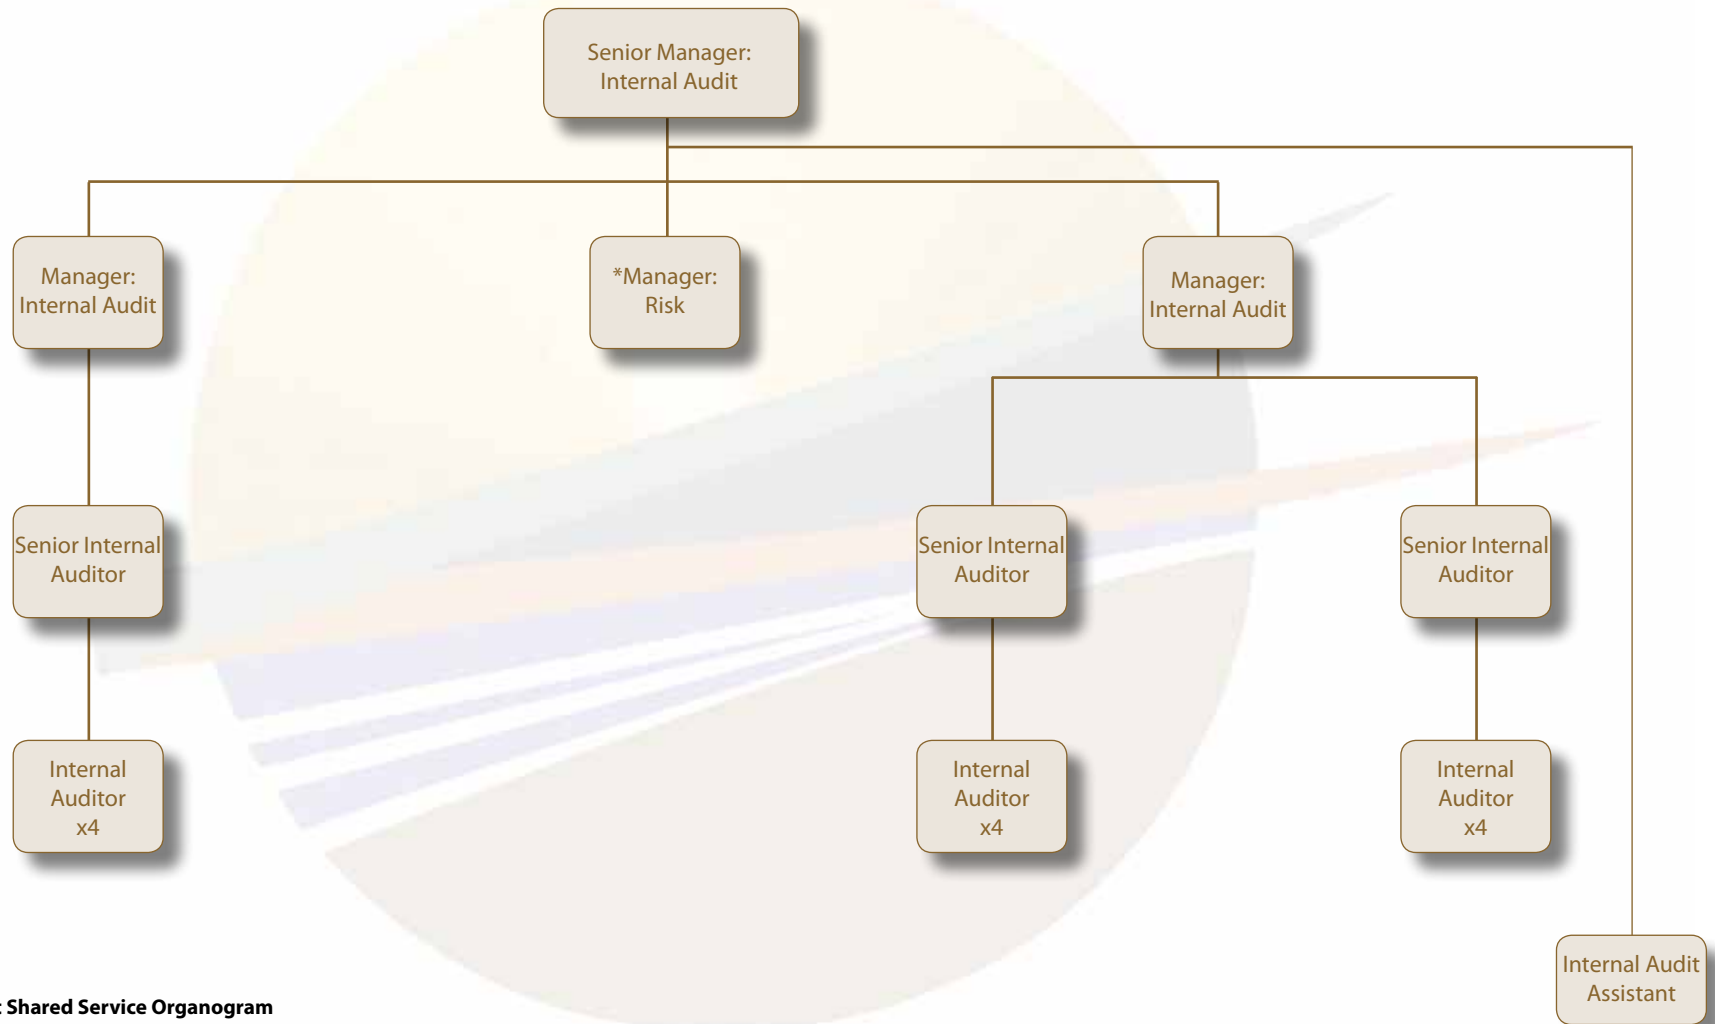 Senior Manager:
Internal Audit
Manager:
Internal Audit
*Manager:
Risk
Manager:
Internal Audit
Senior Internal
Auditor
Senior Internal
Auditor
Senior Internal
Auditor
Internal
Auditor
x4
Internal
Auditor
x4
Internal
Auditor
x4
Internal Audit
Assistant
Shared Service Organogram